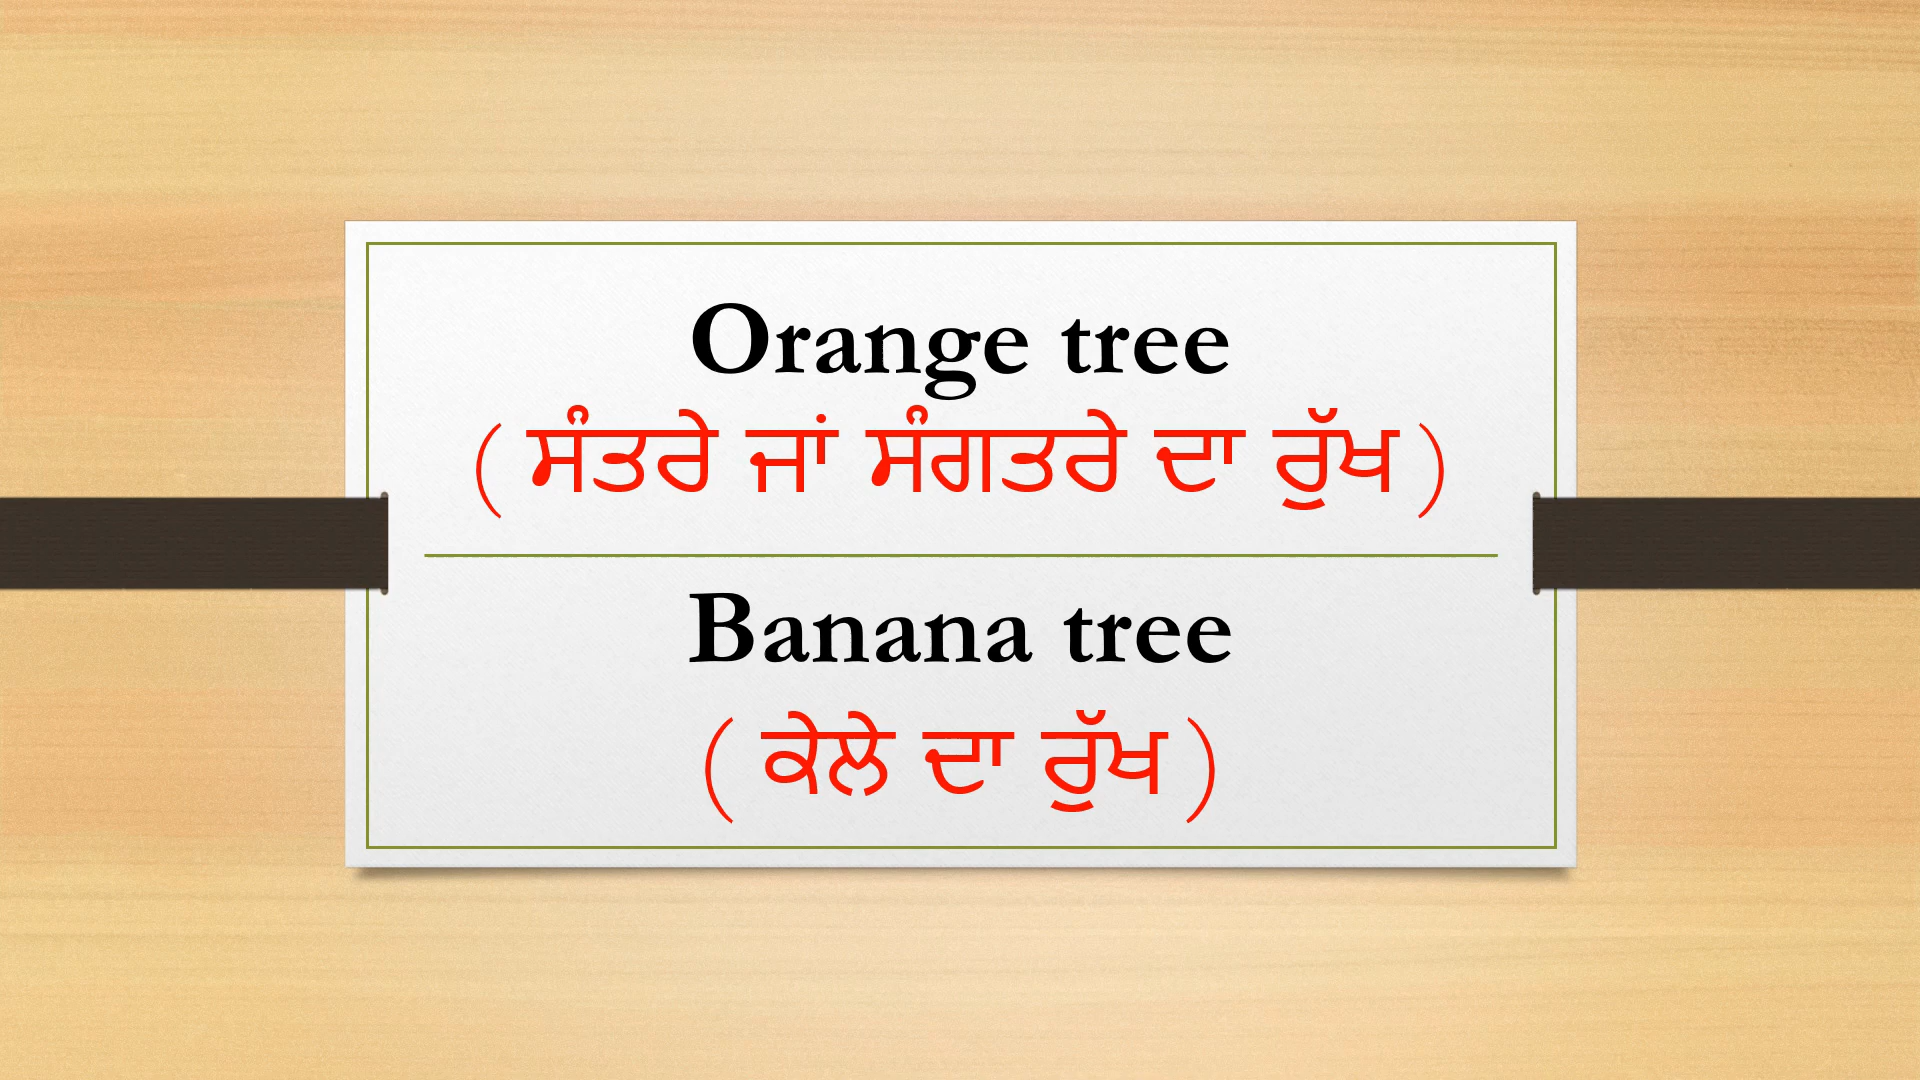 Orange tree
( ਸੰਤਰੇ ਜਾਂ ਸੰਗਤਰੇ ਦਾ ਰੁੱਖ )
Banana tree
( ਕੇਲੇ ਦਾ ਰੁੱਖ )